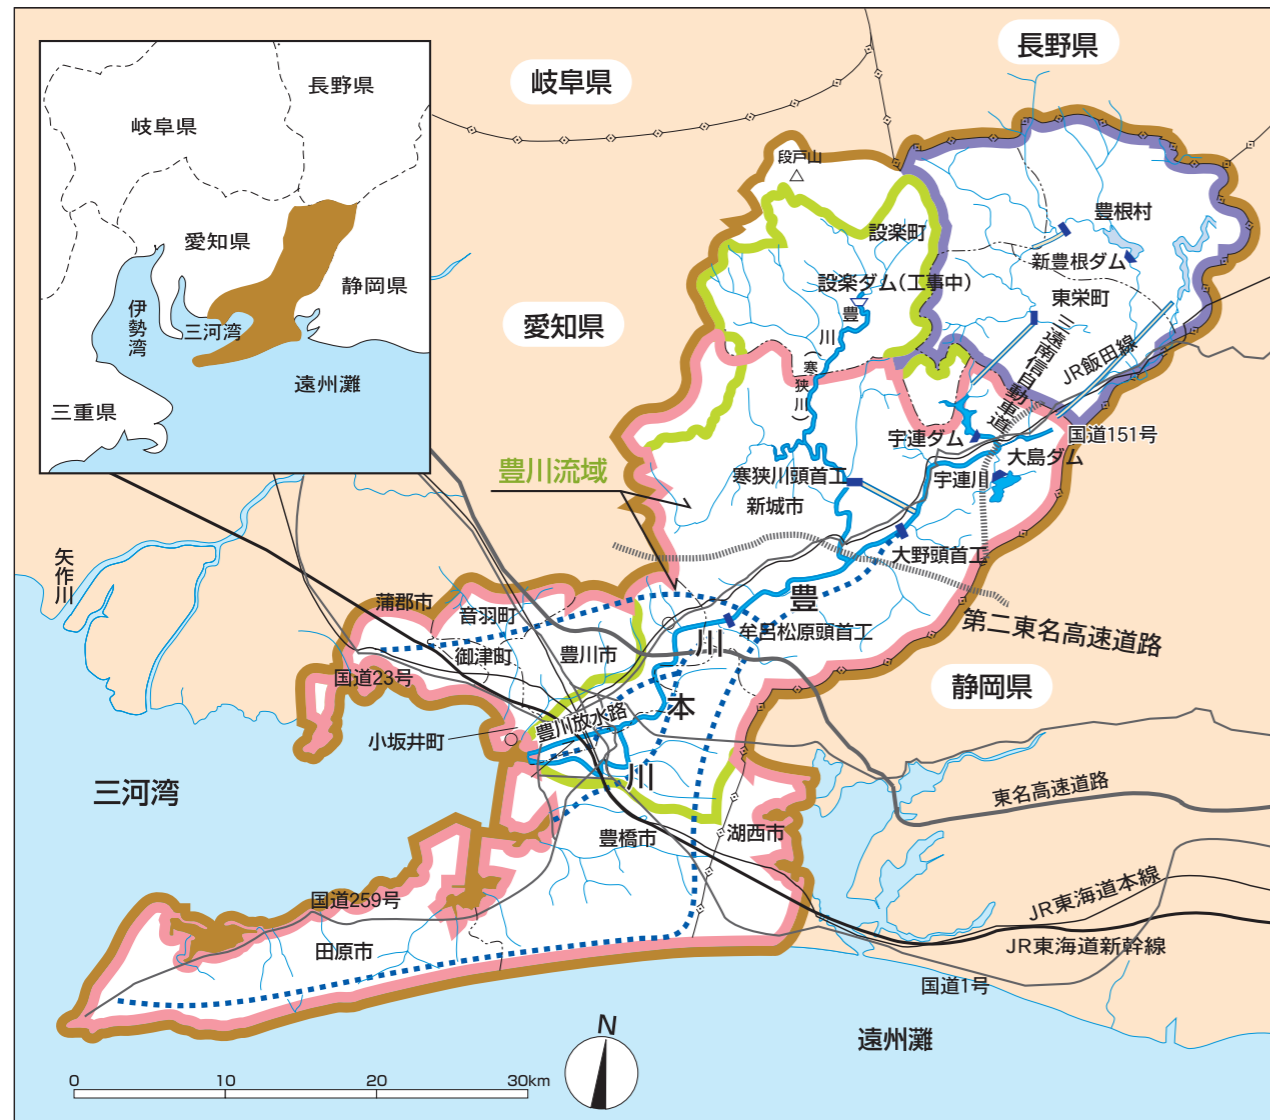 長野県
岐阜県
愛知県
静岡県
伊勢湾
三河湾
遠州灘
三重県
岐阜県
長野県
愛知県
静岡県
段戸山
設楽町
豊根村
新豊根ダム
設楽ダム(工事中)
東栄町
豊川(寒狭川)
三遠南信自動車道
JR飯田線
国道151号
宇連ダム
大島ダム
宇連川
豊川流域
寒狭川頭首工
新城市
大野頭首工
第二東名高速道路
矢作川
蒲郡市
音羽町
御津町
豊川市
牟呂松原頭首工
国道23号
豊川本川
豊川放水路
小坂井町
三河湾
東名高速道路
豊橋市
湖西市
国道259号
田原市
JR東海道本線
JR東海道新幹線
国道1号
遠州灘
N
0 10 20 30km